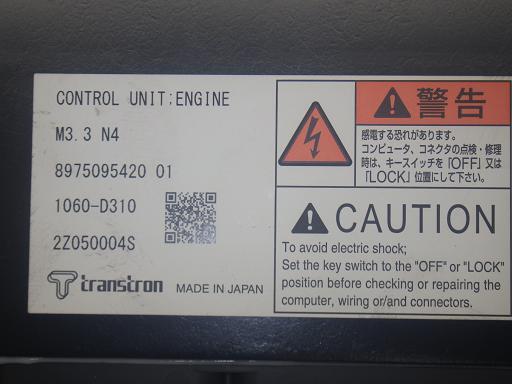 CONTROL UNIT:ENGINE
M3.3 N4
8975095420 01
1060-D310
2Z050004S
transtron MADE IN JAPAN
警告
感電する恐れがあります。
コンピュータ、コネクタの点検・修理
時は、キースイッチを「OFF」又は
「LOCK」位置にして下さい。
CAUTION
To avoid electric shock;
Set the key switch to the "OFF" or "LOCK"
position before checking or repairing the
computer, wiring or/and connectors.